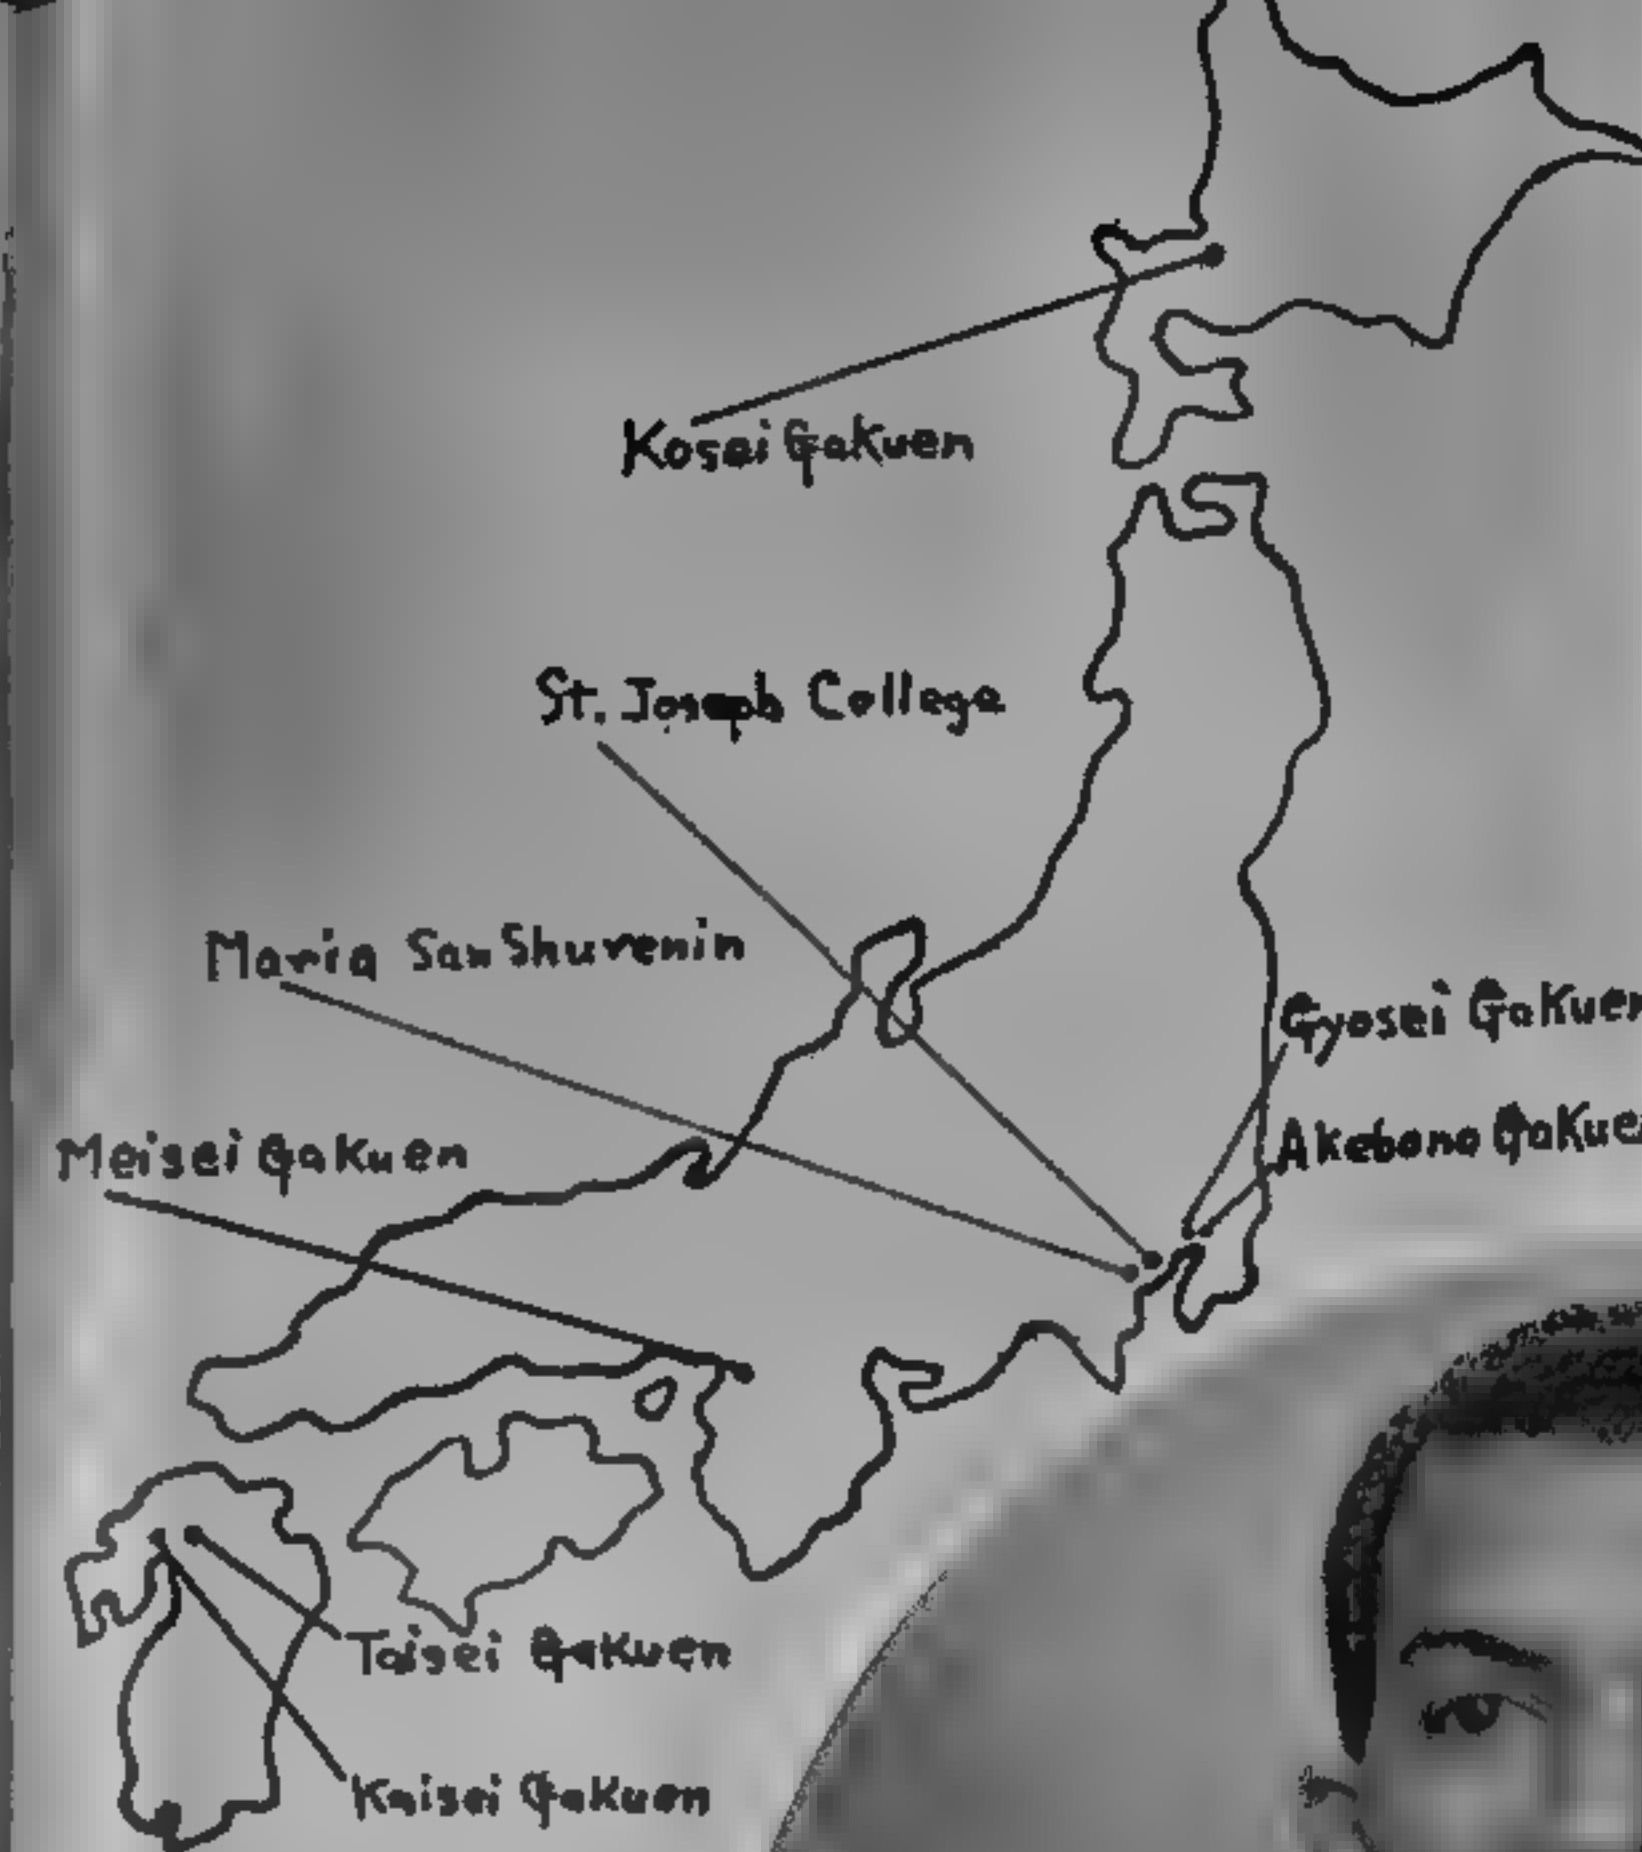 Kosei Gakuen
St. Joseph College
Maria San Shuvenin
Gyosei Gakuen
Meisei Gakuen
Akebono Gakuen
Taisei Gakuen
Kaisei Gakuen